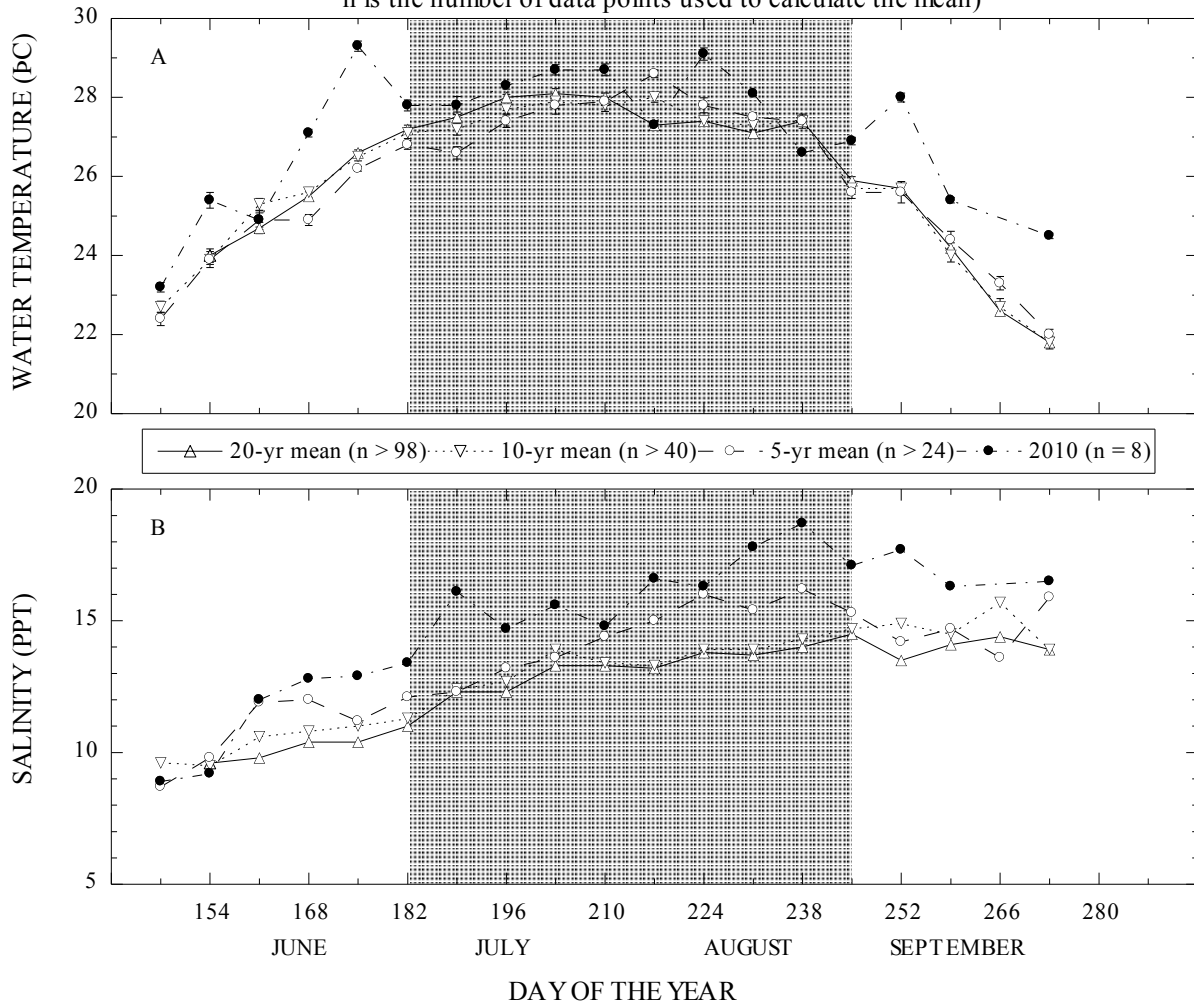 n is the number of data points used to calculate the mean)
30
28
26
24
22
20
WATER TEMPERATURE (ÞC)
A
20-yr mean (n > 98) 10-yr mean (n > 40) 5-yr mean (n > 24) 2010 (n = 8)
20
15
10
5
SALINITY (PPT)
B
154 168 182 196 210 224 238 252 266 280
JUNE JULY AUGUST SEPTEMBER
DAY OF THE YEAR